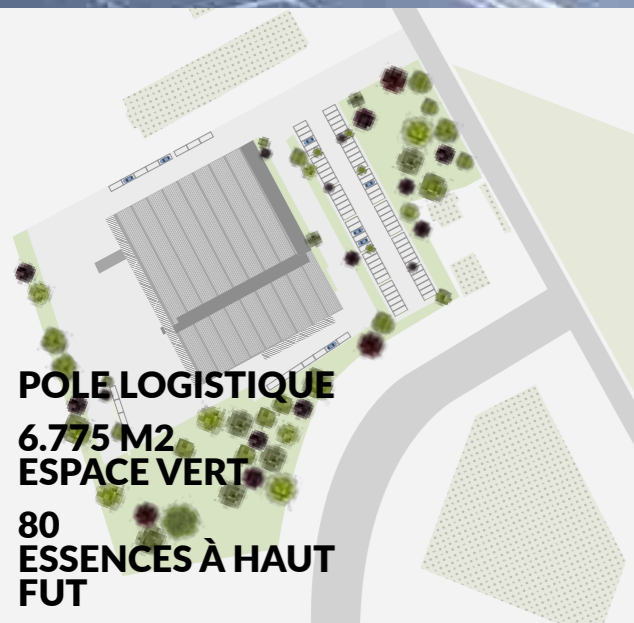 POLE LOGISTIQUE
6.775 M2
ESPACE VERT
80
ESSENCES À HAUT
FUT